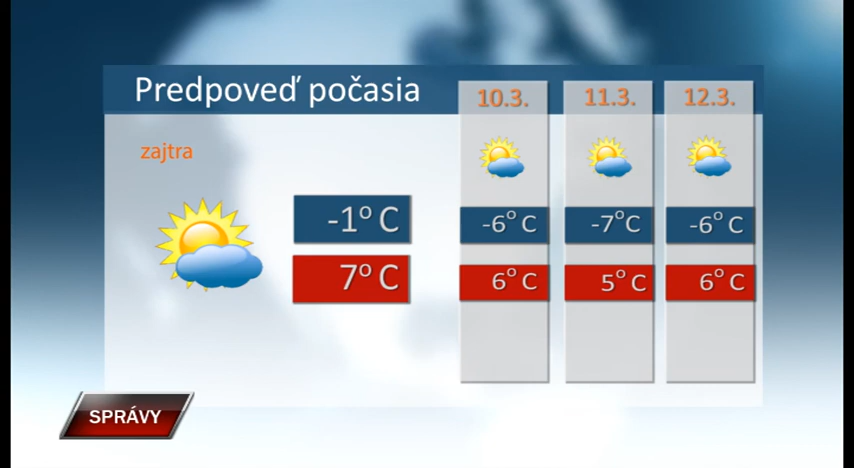 Predpoveď počasia
zajtra
-1° C
7° C
10.3.
-6° C
6° C
11.3.
-7°C
5° C
12.3.
-6° C
6° C
SPRÁVY